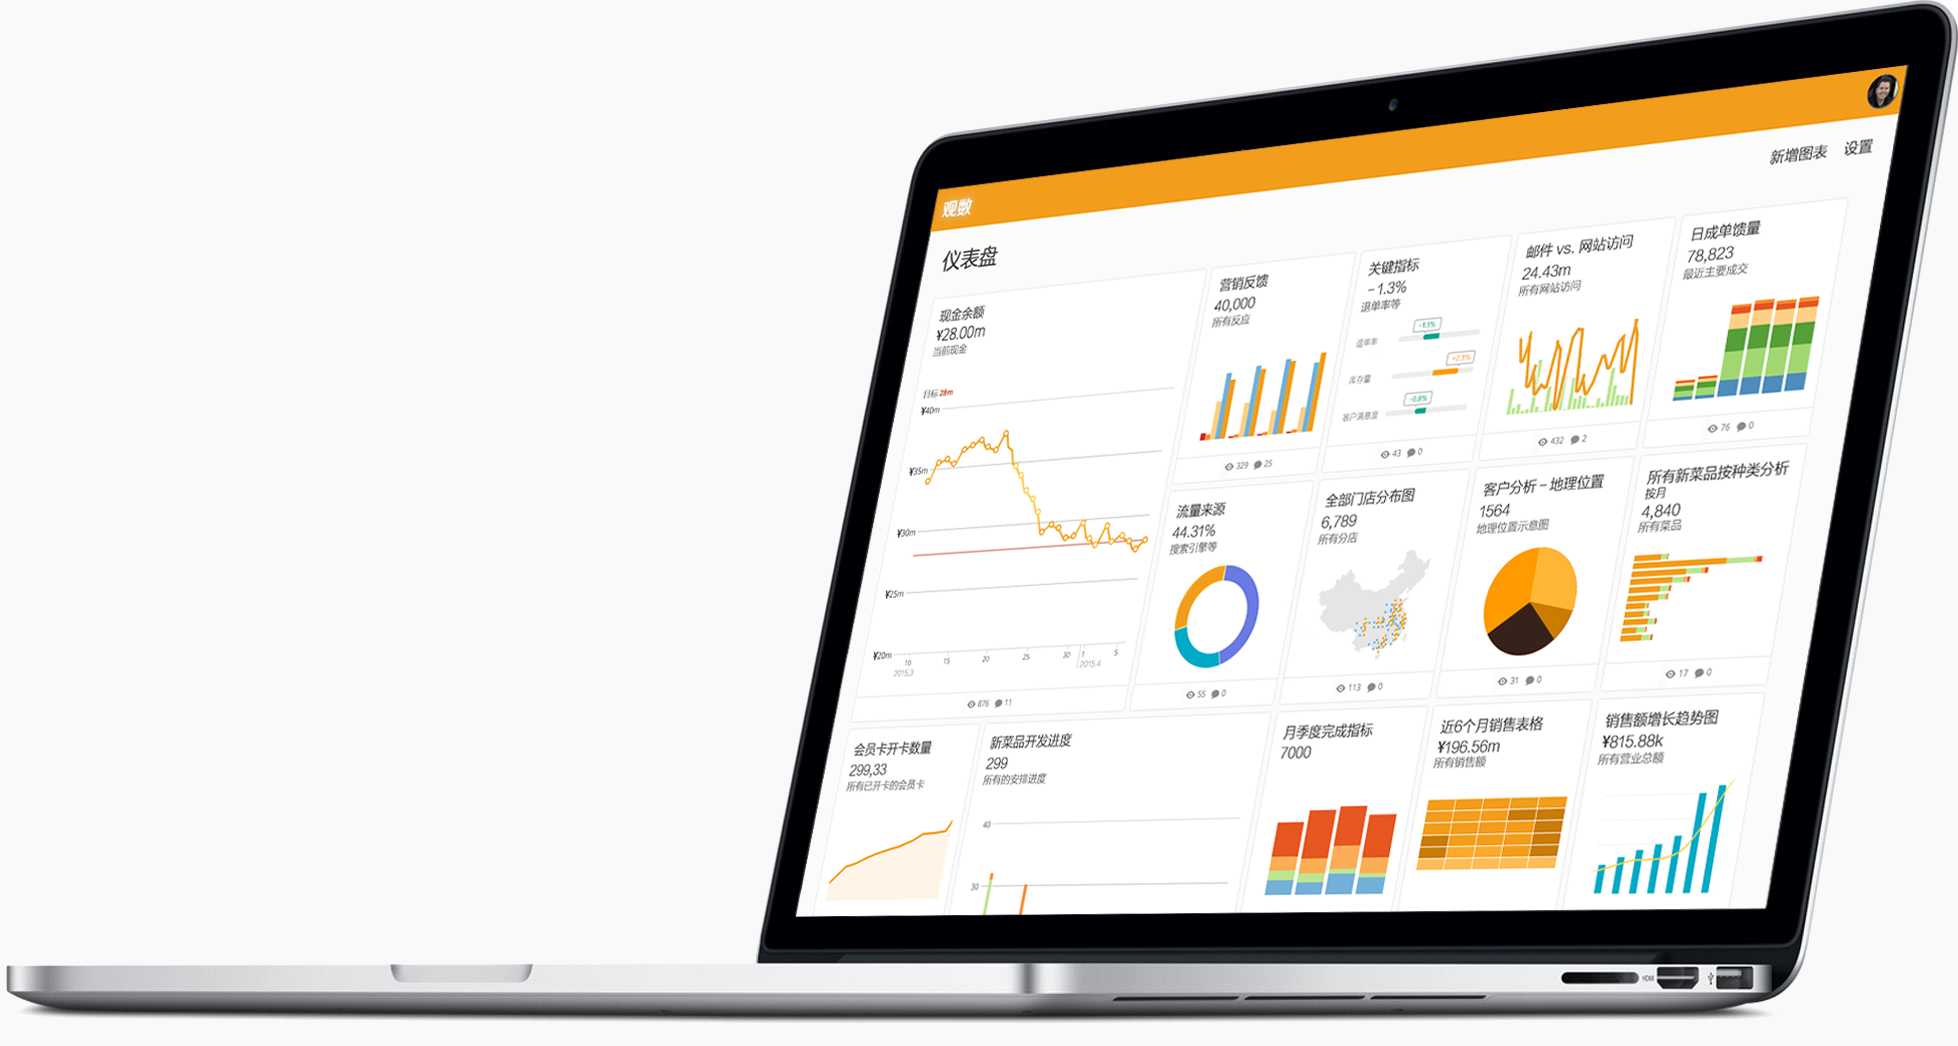 观数
新增图表 设置
仪表盘
现金余额
¥28.00m
当前现金
目标 28m
¥40m
¥35m
¥30m
¥25m
¥20m
10 15 20 25 30 1 5
2015,3 2015.4
876 11
营销反馈
40,000
所有反应
329 25
关键指标
-1.3%
退单率等
退单率 -1.3%
库存量 +2.3%
客户满意度 -0.8%
43 0
邮件 vs. 网站访问
24.43m
所有网站访问
432 2
日成单馈量
78,823
最近主要成交
76 0
流量来源
44.31%
搜索引擎等
55 0
全部门店分布图
6,789
所有分店
113 0
客户分析 – 地理位置
1564
地理位置示意图
31 0
所有新菜品按种类分析
按月
4,840
所有菜品
17 0
会员卡开卡数量
299,33
所有已开卡的会员卡
新菜品开发进度
299
所有的安排进度
40
30
月季度完成指标
7000
近6个月销售表格
¥196.56m
所有销售额
销售额增长趋势图
¥815.88k
所有营业总额
HDMI